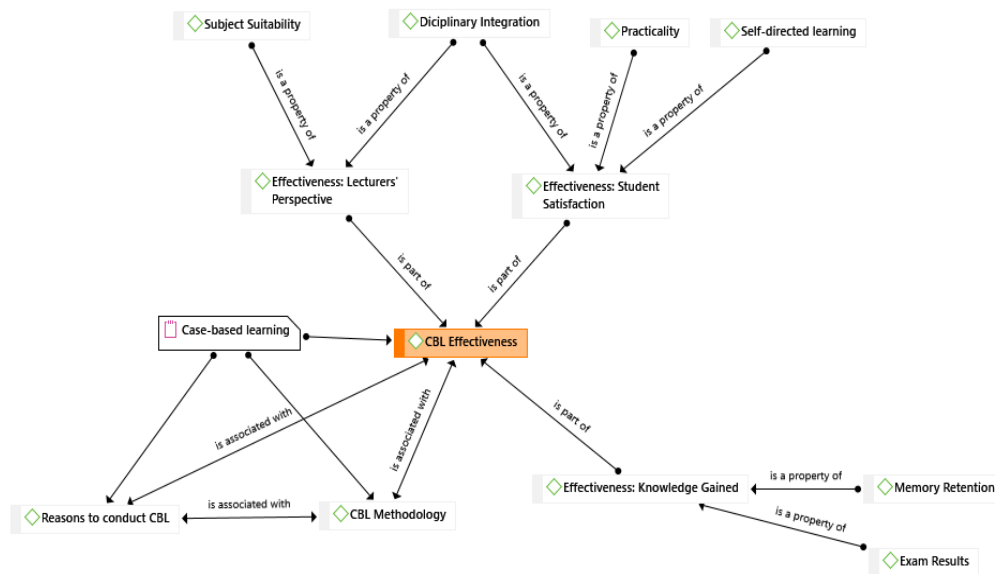 Subject Suitability
Diciplinary Integration
Practicality
Self-directed learning
is a property of
is a property of
is a property of
is a property of
is a property of
Effectiveness: Lecturers'
Perspective
Effectiveness: Student
Satisfaction
is part of
is part of
Case-based learning
CBL Effectiveness
is associated with
is associated with
is part of
Effectiveness: Knowledge Gained
is a property of
Memory Retention
Reasons to conduct CBL
is associated with
CBL Methodology
is a property of
Exam Results